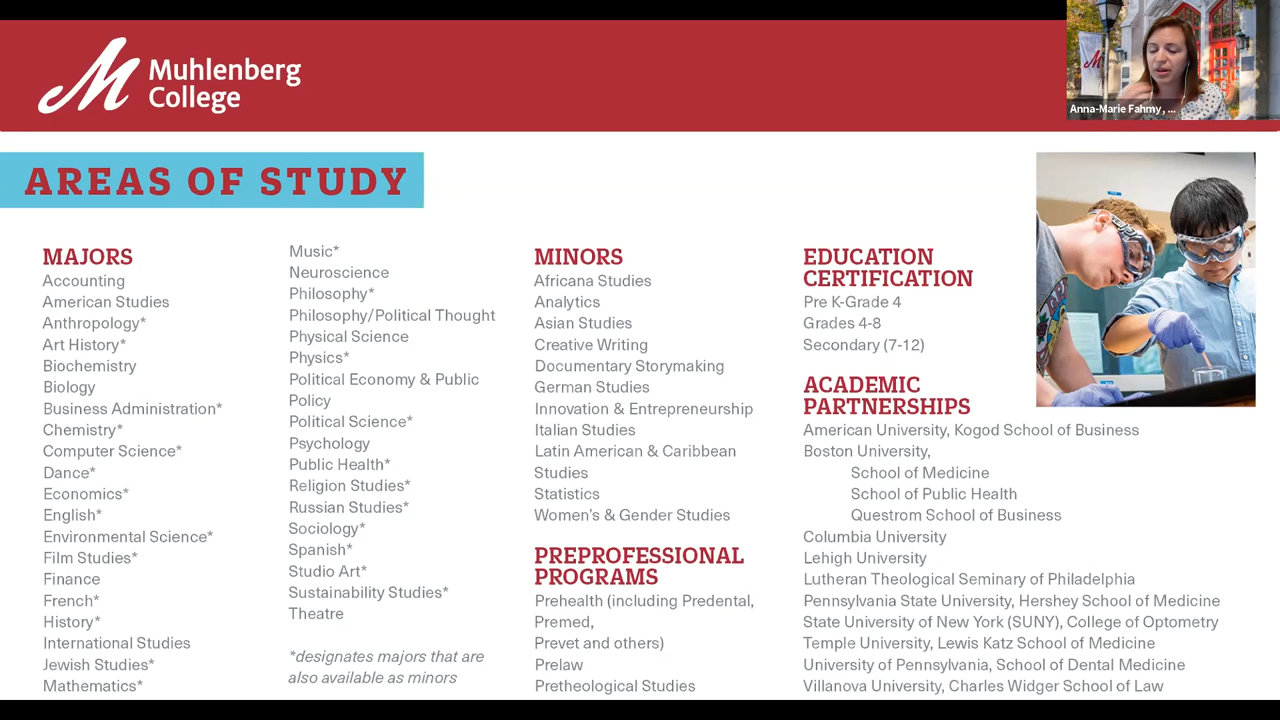 Muhlenberg
College
Anna-Marie Fahmy, ...
AREAS OF STUDY
MAJORS
Accounting
American Studies
Anthropology*
Art History*
Biochemistry
Biology
Business Administration*
Chemistry*
Computer Science*
Dance*
Economics*
English*
Environmental Science*
Film Studies*
Finance
French*
History*
International Studies
Jewish Studies*
Mathematics*
Music*
Neuroscience
Philosophy*
Philosophy/Political Thought
Physical Science
Physics*
Political Economy & Public
Policy
Political Science*
Psychology
Public Health*
Religion Studies*
Russian Studies*
Sociology*
Spanish*
Studio Art*
Sustainability Studies*
Theatre
*designates majors that are
also available as minors
MINORS
Africana Studies
Analytics
Asian Studies
Creative Writing
Documentary Storymaking
German Studies
Innovation & Entrepreneurship
Italian Studies
Latin American & Caribbean
Studies
Statistics
Women's & Gender Studies
PREPROFESSIONAL
PROGRAMS
Prehealth (including Predental,
Premed,
Prevet and others)
Prelaw
Pretheological Studies
EDUCATION
CERTIFICATION
Pre K-Grade 4
Grades 4-8
Secondary (7-12)
ACADEMIC
PARTNERSHIPS
American University, Kogod School of Business
Boston University,
School of Medicine
School of Public Health
Questrom School of Business
Columbia University
Lehigh University
Lutheran Theological Seminary of Philadelphia
Pennsylvania State University, Hershey School of Medicine
State University of New York (SUNY), College of Optometry
Temple University, Lewis Katz School of Medicine
University of Pennsylvania, School of Dental Medicine
Villanova University, Charles Widger School of Law